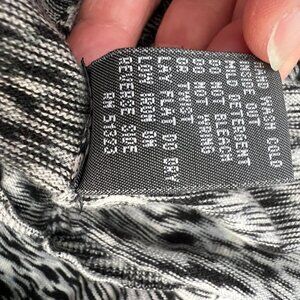 HAND WASH COLD
INSIDE OUT
MILD DETERGENT
DO NOT BLEACH
DO NOT WRING
OR TWIST
LAY FLAT DO DRY
LOW IRON ON
REVERSE SIDE
RN 51323